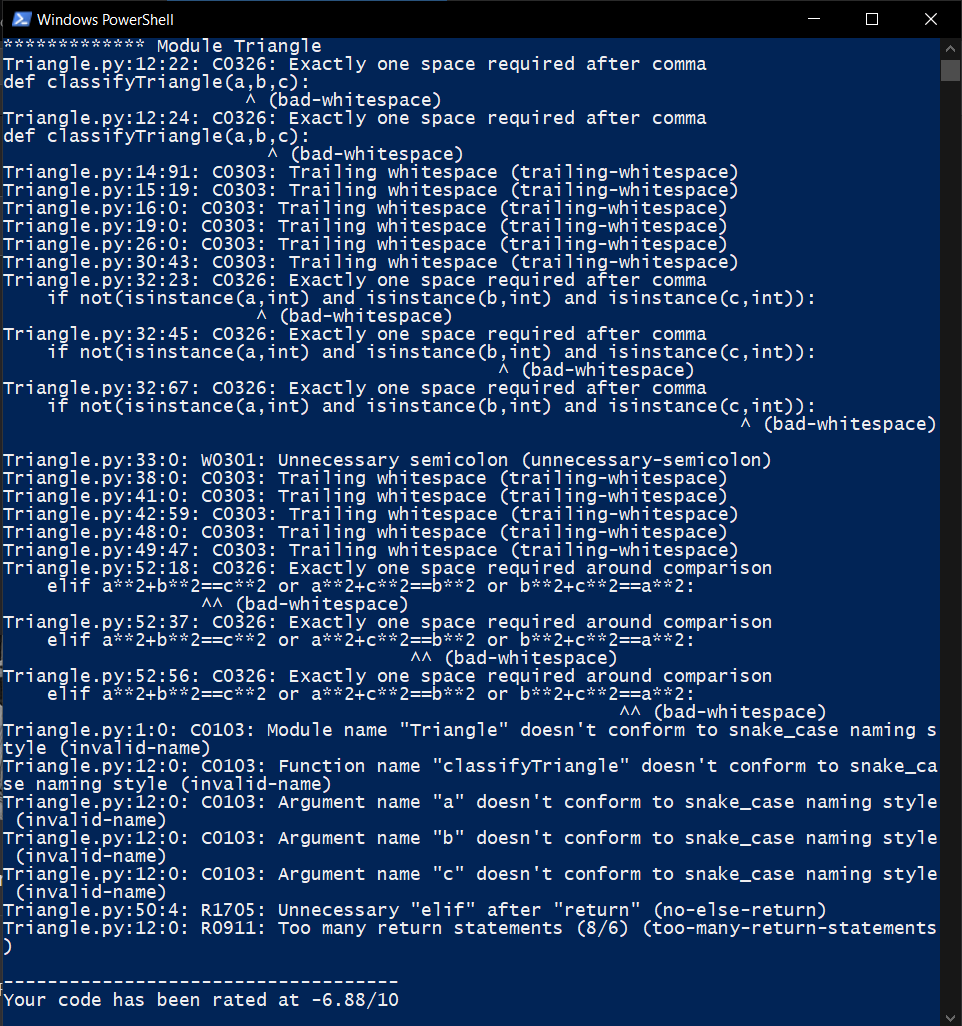 Windows PowerShell
************* Module Triangle
Triangle.py:12:22: C0326: Exactly one space required after comma
def classifyTriangle(a,b,c):
                      ^ (bad-whitespace)
Triangle.py:12:24: C0326: Exactly one space required after comma
def classifyTriangle(a,b,c):
                        ^ (bad-whitespace)
Triangle.py:14:91: C0303: Trailing whitespace (trailing-whitespace)
Triangle.py:15:19: C0303: Trailing whitespace (trailing-whitespace)
Triangle.py:16:0: C0303: Trailing whitespace (trailing-whitespace)
Triangle.py:19:0: C0303: Trailing whitespace (trailing-whitespace)
Triangle.py:26:0: C0303: Trailing whitespace (trailing-whitespace)
Triangle.py:30:43: C0303: Trailing whitespace (trailing-whitespace)
Triangle.py:32:23: C0326: Exactly one space required after comma
    if not(isinstance(a,int) and isinstance(b,int) and isinstance(c,int)):
                       ^ (bad-whitespace)
Triangle.py:32:45: C0326: Exactly one space required after comma
    if not(isinstance(a,int) and isinstance(b,int) and isinstance(c,int)):
                                             ^ (bad-whitespace)
Triangle.py:32:67: C0326: Exactly one space required after comma
    if not(isinstance(a,int) and isinstance(b,int) and isinstance(c,int)):
                                                                   ^ (bad-whitespace)
Triangle.py:33:0: W0301: Unnecessary semicolon (unnecessary-semicolon)
Triangle.py:38:0: C0303: Trailing whitespace (trailing-whitespace)
Triangle.py:41:0: C0303: Trailing whitespace (trailing-whitespace)
Triangle.py:42:59: C0303: Trailing whitespace (trailing-whitespace)
Triangle.py:48:0: C0303: Trailing whitespace (trailing-whitespace)
Triangle.py:49:47: C0303: Trailing whitespace (trailing-whitespace)
Triangle.py:52:18: C0326: Exactly one space required around comparison
    elif a**2+b**2==c**2 or a**2+c**2==b**2 or b**2+c**2==a**2:
                  ^^ (bad-whitespace)
Triangle.py:52:37: C0326: Exactly one space required around comparison
    elif a**2+b**2==c**2 or a**2+c**2==b**2 or b**2+c**2==a**2:
                                     ^^ (bad-whitespace)
Triangle.py:52:56: C0326: Exactly one space required around comparison
    elif a**2+b**2==c**2 or a**2+c**2==b**2 or b**2+c**2==a**2:
                                                        ^^ (bad-whitespace)
Triangle.py:1:0: C0103: Module name "Triangle" doesn't conform to snake_case naming s
tyle (invalid-name)
Triangle.py:12:0: C0103: Function name "classifyTriangle" doesn't conform to snake_ca
se naming style (invalid-name)
Triangle.py:12:0: C0103: Argument name "a" doesn't conform to snake_case naming style
 (invalid-name)
Triangle.py:12:0: C0103: Argument name "b" doesn't conform to snake_case naming style
 (invalid-name)
Triangle.py:12:0: C0103: Argument name "c" doesn't conform to snake_case naming style
 (invalid-name)
Triangle.py:50:4: R1705: Unnecessary "elif" after "return" (no-else-return)
Triangle.py:12:0: R0911: Too many return statements (8/6) (too-many-return-statements
)
------------------------------------
Your code has been rated at -6.88/10